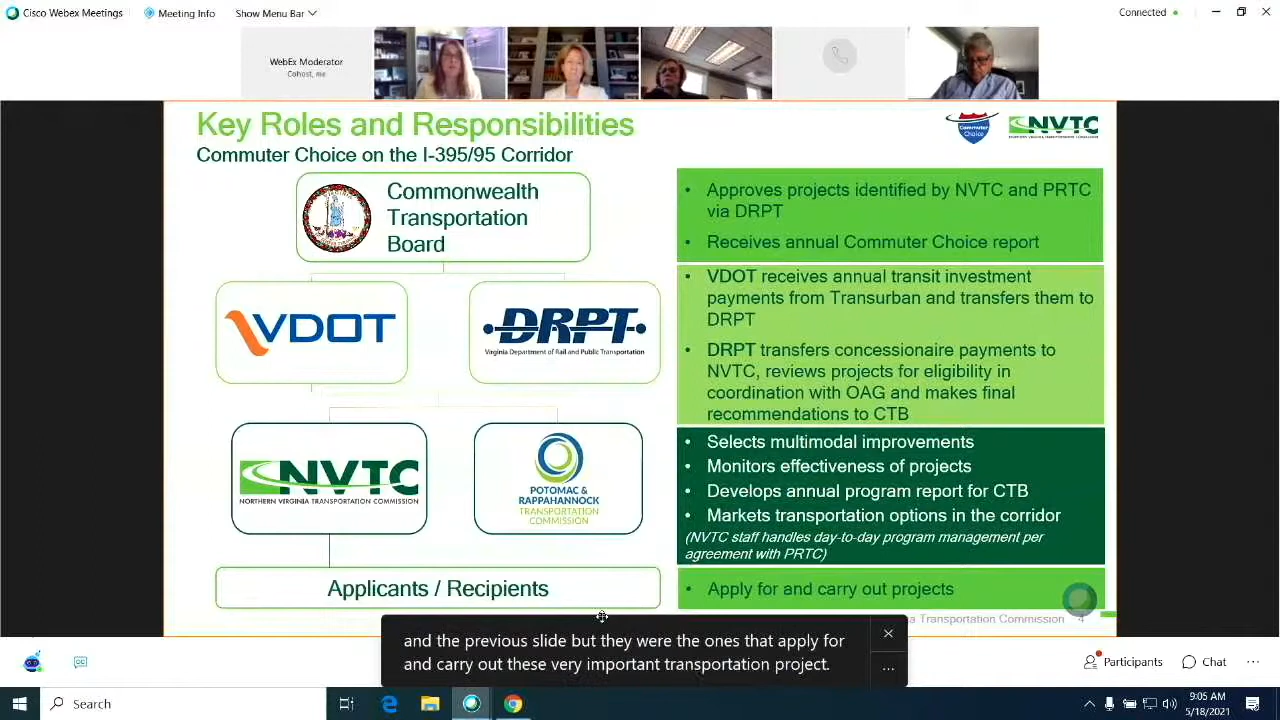 Cisco Webex Meetings
Meeting Info
Show Menu Bar
Connected
WebEx Moderator
Cohost, me
Key Roles and Responsibilities
Commuter Choice on the I-395/95 Corridor
Commuter
Choice
NVTC
Commonwealth
Transportation
Board
• Approves projects identified by NVTC and PRTC
via DRPT
• Receives annual Commuter Choice report
VDOT
DRPT
Virginia Department of Rail and Public Transportation
• VDOT receives annual transit investment
payments from Transurban and transfers them to
DRPT
• DRPT transfers concessionaire payments to
NVTC, reviews projects for eligibility in
coordination with OAG and makes final
recommendations to CTB
NVTC
NORTHERN VIRGINIA TRANSPORTATION COMMISSION
POTOMAC &
RAPPAHANNOCK
TRANSPORTATION
COMMISSION
• Selects multimodal improvements
• Monitors effectiveness of projects
• Develops annual program report for CTB
• Markets transportation options in the corridor
(NVTC staff handles day-to-day program management per
agreement with PRTC)
Applicants / Recipients
• Apply for and carry out projects
a Transportation Commission 4
and the previous slide but they were the ones that apply for
and carry out these very important transportation project.
Participants
Chat
Search
9:05 AM
5/18/2021